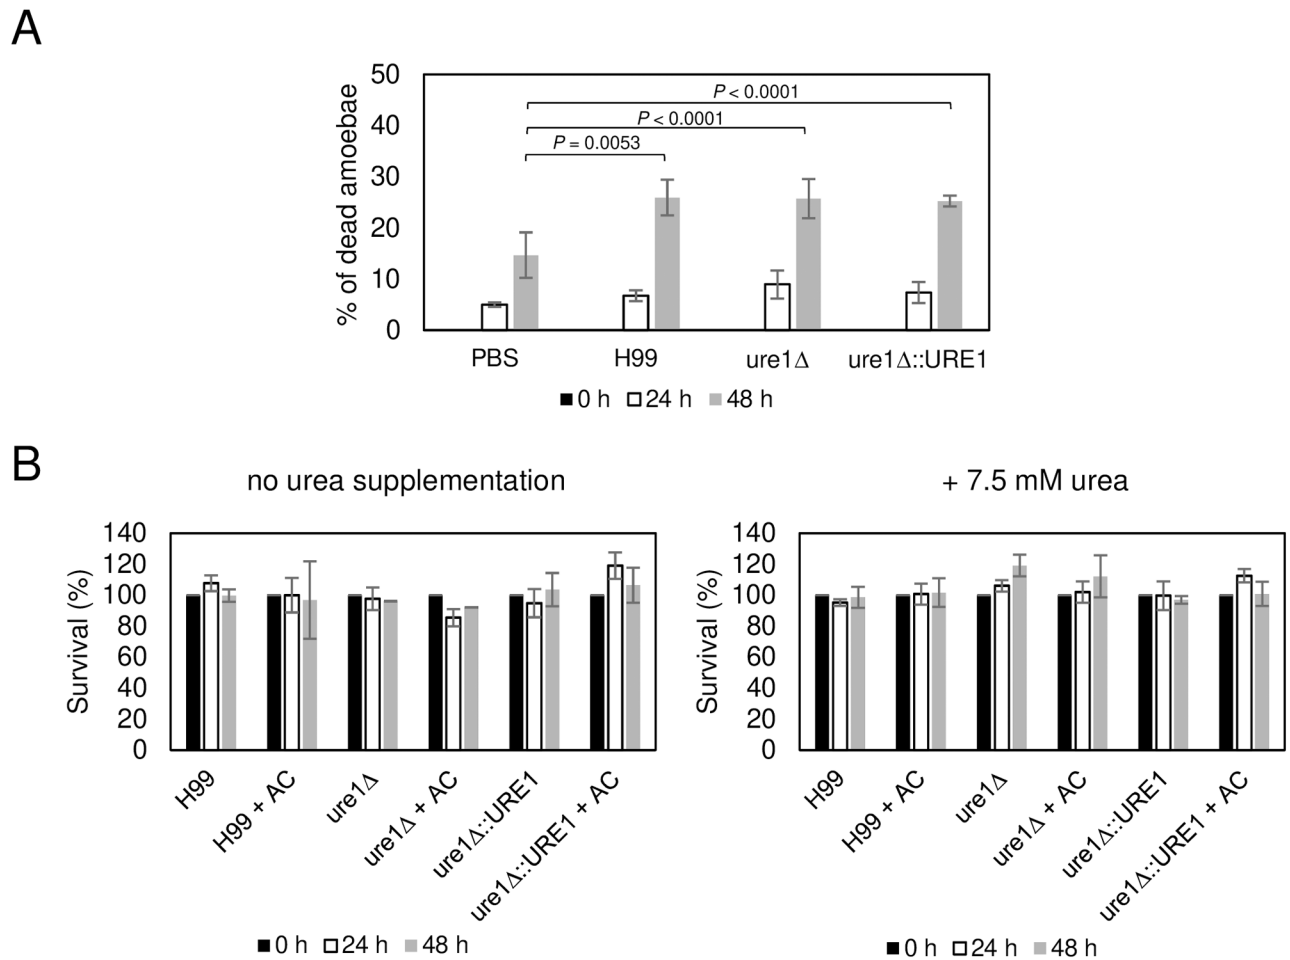 A
% of dead amoebae
50
40
30
20
10
0
P < 0.0001
P < 0.0001
P = 0.0053
PBS H99 ure1Δ ure1Δ::URE1
0 h 24 h 48 h
B
no urea supplementation
Survival (%)
140
120
100
80
60
40
20
0
H99
H99 + AC
ure1Δ
ure1Δ + AC
ure1Δ::URE1
ure1Δ::URE1 + AC
0 h 24 h 48 h
+ 7.5 mM urea
Survival (%)
140
120
100
80
60
40
20
0
H99
H99 + AC
ure1Δ
ure1Δ + AC
ure1Δ::URE1
ure1Δ::URE1 + AC
0 h 24 h 48 h